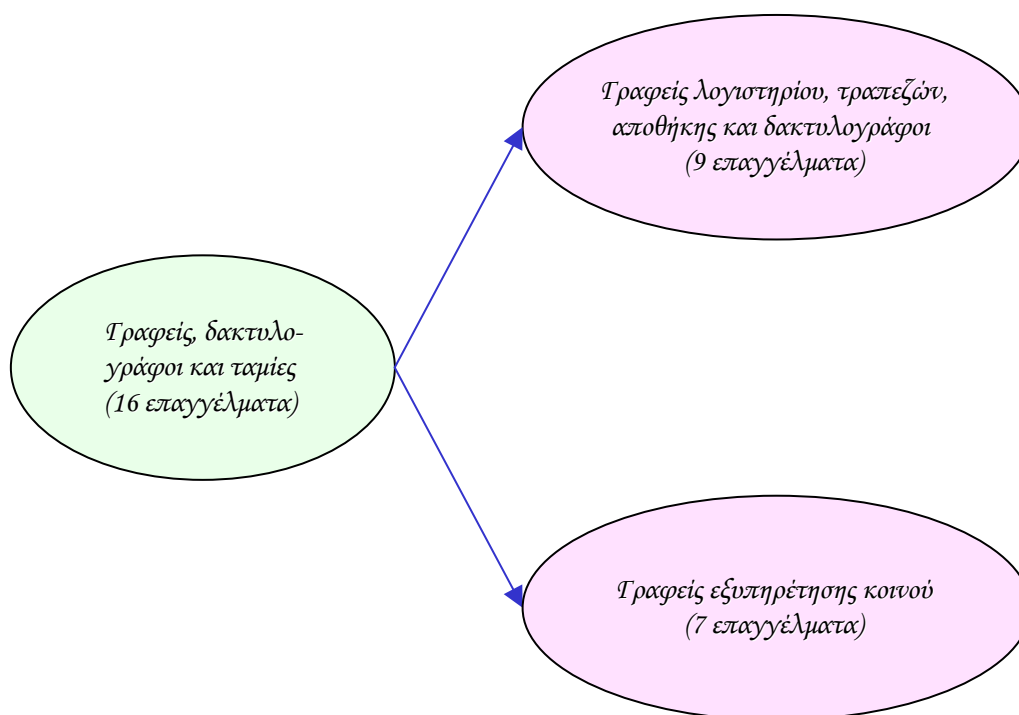 Γραφείς λογιστηρίου, τραπεζών,
αποθήκης και δακτυλογράφοι
(9 επαγγέλματα)
Γραφείς, δακτυλο-
γράφοι και ταμίες
(16 επαγγέλματα)
Γραφείς εξυπηρέτησης κοινού
(7 επαγγέλματα)